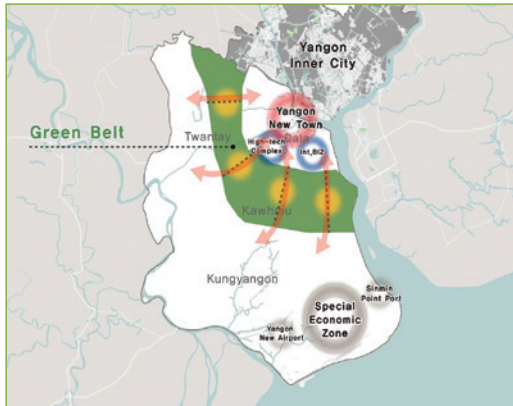 Yangon
Inner City
Yangon
New Town
Twantay
Dala
High-tech
Complex
Int,BIZ
Green Belt
Kawhmu
Kungyangon
Sinmin
Point Port
Special
Economic
Zone
Yangon
New Airport